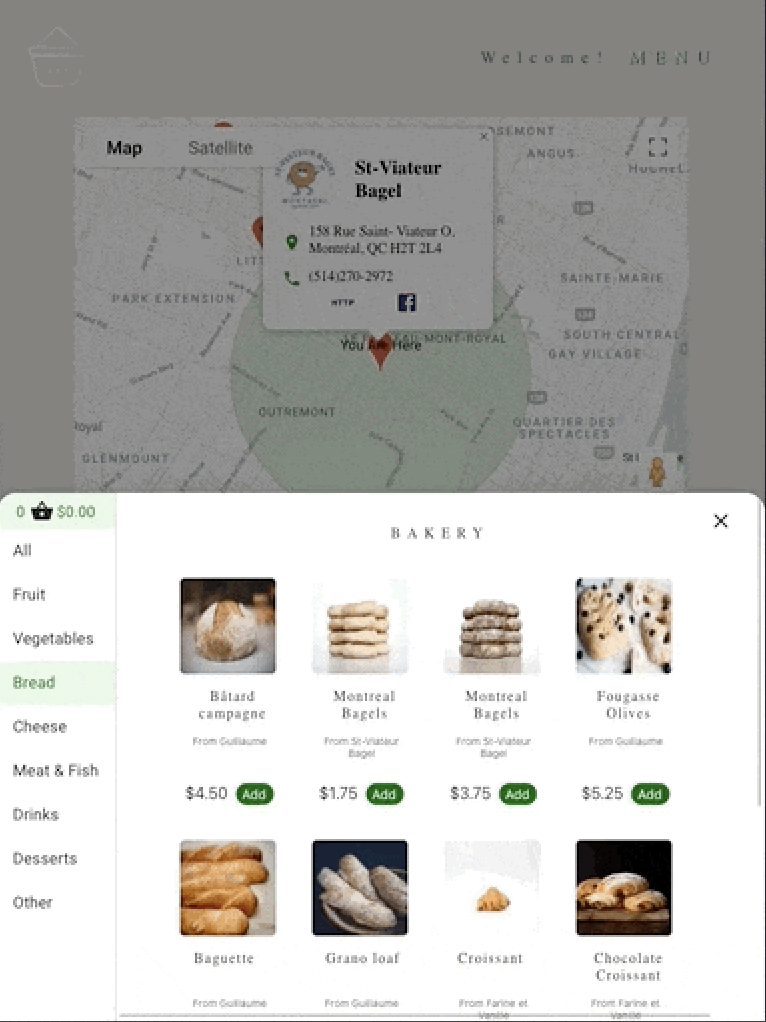 Welcome! MENU
Map Satellite
St-Viateur
Bagel
158 Rue Saint- Viateur O,
Montréal, QC H2T 2L4
(514)270-2972
HTTP
ANGUS
PARK EXTENSION
SAINTE-MARIE
SOUTH CENTRAL
GAY VILLAGE
You Are Here
OUTREMONT
QUARTIER DES
SPECTACLES
GLENMOUNT
0 $0.00
All
Fruit
Vegetables
Bread
Cheese
Meat & Fish
Drinks
Desserts
Other
BAKERY
Bâtard
campagne
From Guillaume
$4.50 Add
Montreal
Bagels
From St-Viateur
Bagel
$1.75 Add
Montreal
Bagels
From St-Viateur
Bagel
$3.75 Add
Fougasse
Olives
From Guillaume
$5.25 Add
Baguette
From Guillaume
Grano loaf
From Guillaume
Croissant
From Farine et
Vanille
Chocolate
Croissant
From Farine et
Vanille